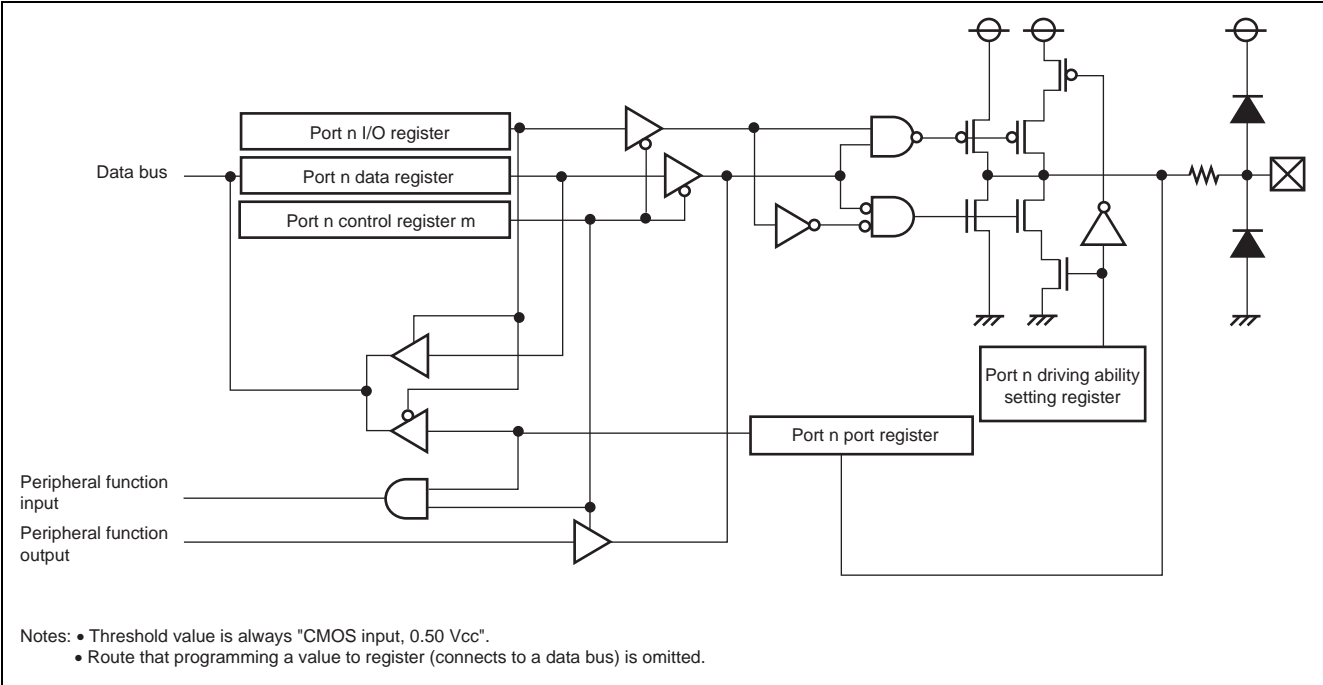 Port n I/O register
Data bus
Port n data register
Port n control register m
Port n driving ability
setting register
Port n port register
Peripheral function
input
Peripheral function
output
Notes: • Threshold value is always "CMOS input, 0.50 Vcc".
• Route that programming a value to register (connects to a data bus) is omitted.